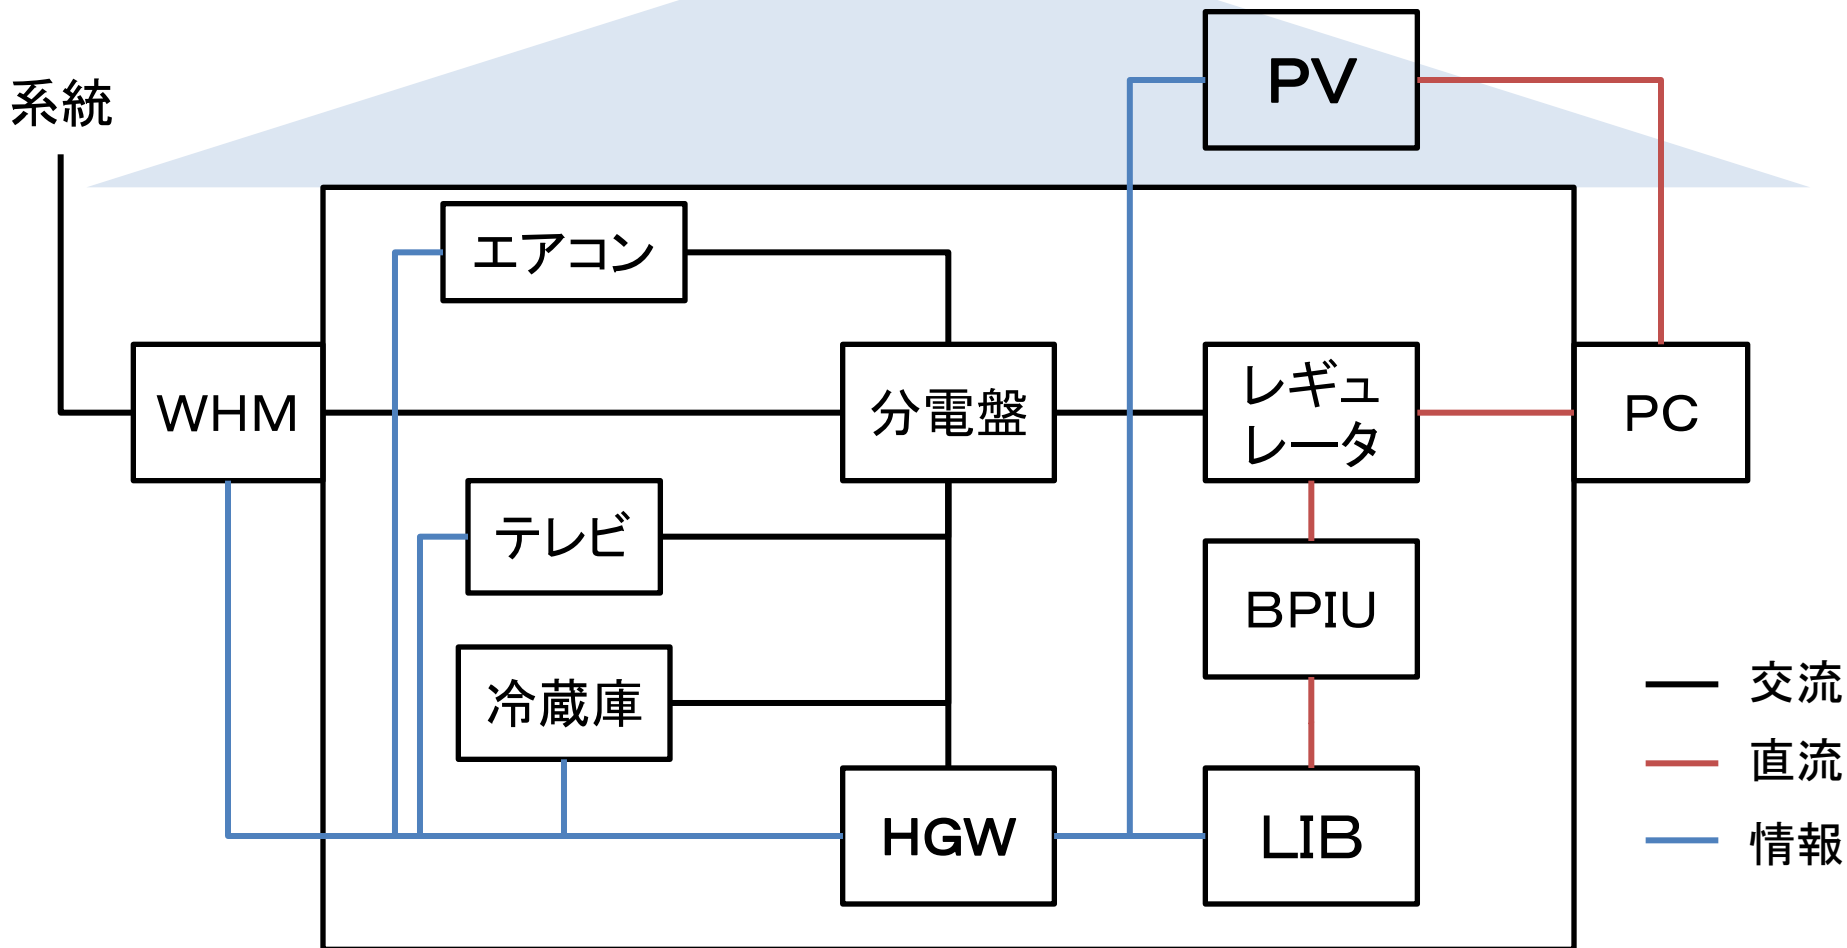 PV
系統
エアコン
WHM
分電盤
レギュ
レータ
PC
テレビ
BPIU
冷蔵庫
交流
直流
HGW
LIB
情報